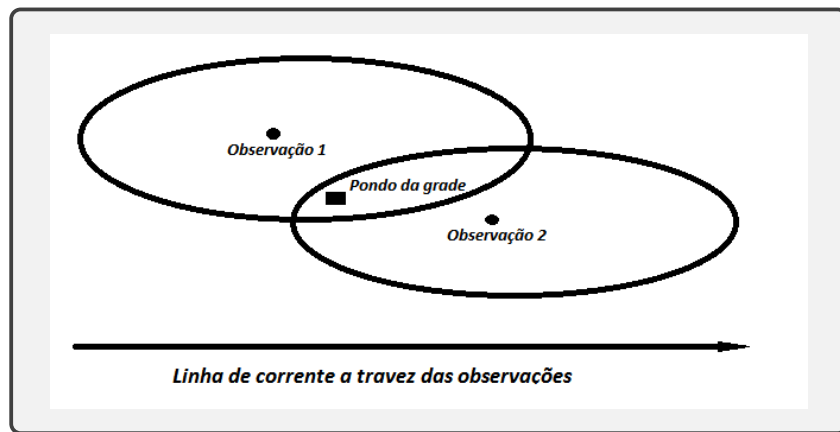 Observação 1
Pondo da grade
Observação 2
Linha de corrente a travez das observações